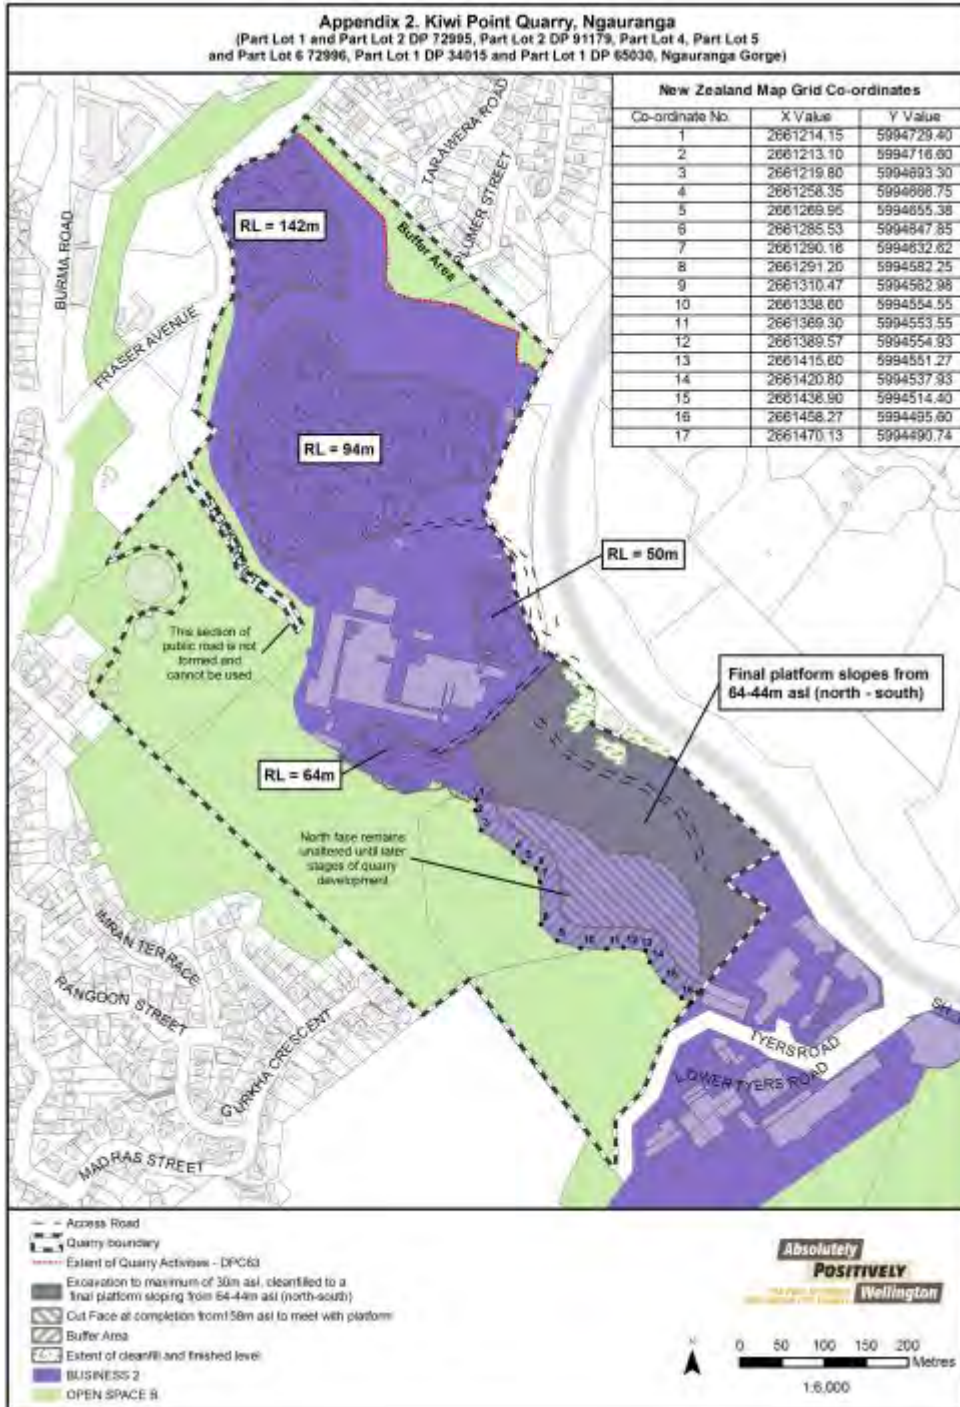 Appendix 2. Kiwi Point Quarry, Ngauranga
(Part Lot 1 and Part Lot 2 DP 72995, Part Lot 2 DP 91179, Part Lot 4, Part Lot 5
and Part Lot 6 72996, Part Lot 1 DP 34015 and Part Lot 1 DP 65030, Ngauranga Gorge)
New Zealand Map Grid Co-ordinates
Co-ordinate No. X Value Y Value
1 2661214.15 5994729.40
2 2661213.10 5994716.60
3 2661219.80 5994693.30
4 2661258.35 5994666.75
5 2661269.95 5994655.38
6 2661285.53 5994647.85
7 2661290.16 5994632.62
8 2661291.20 5994582.25
9 2661310.47 5994562.96
10 2661338.60 5994554.55
11 2661369.30 5994553.55
12 2661389.57 5994554.93
13 2661415.60 5994551.27
14 2661420.80 5994537.93
15 2661436.90 5994514.40
16 2661458.27 5994495.60
17 2661470.13 5994490.74
TARAWERA ROAD
PLUMER STREET
Buffer Area
BURMA ROAD
FRASER AVENUE
RL = 142m
RL = 94m
RL = 50m
This section of
public road is not
formed and
cannot be used
Final platform slopes from
64-44m asl (north - south)
RL = 64m
North face remains
unaltered until later
stages of quarry
development
10 11 12 13
IMRAN TERRACE
RANGOON STREET
GURKHA CRESCENT
MADRAS STREET
TYERS ROAD
LOWER TYERS ROAD
Access Road
Quarry boundary
Extent of Quarry Activities - DPC63
Excavation to maximum of 30m asl, cleanfilled to a
final platform sloping from 64-44m asl (north-south)
Cut Face at completion from158m asl to meet with platform
Buffer Area
Extent of cleanfill and finished level
BUSINESS 2
OPEN SPACE B
Absolutely
POSITIVELY
Wellington
N
0 50 100 150 200
Metres
1:6,000